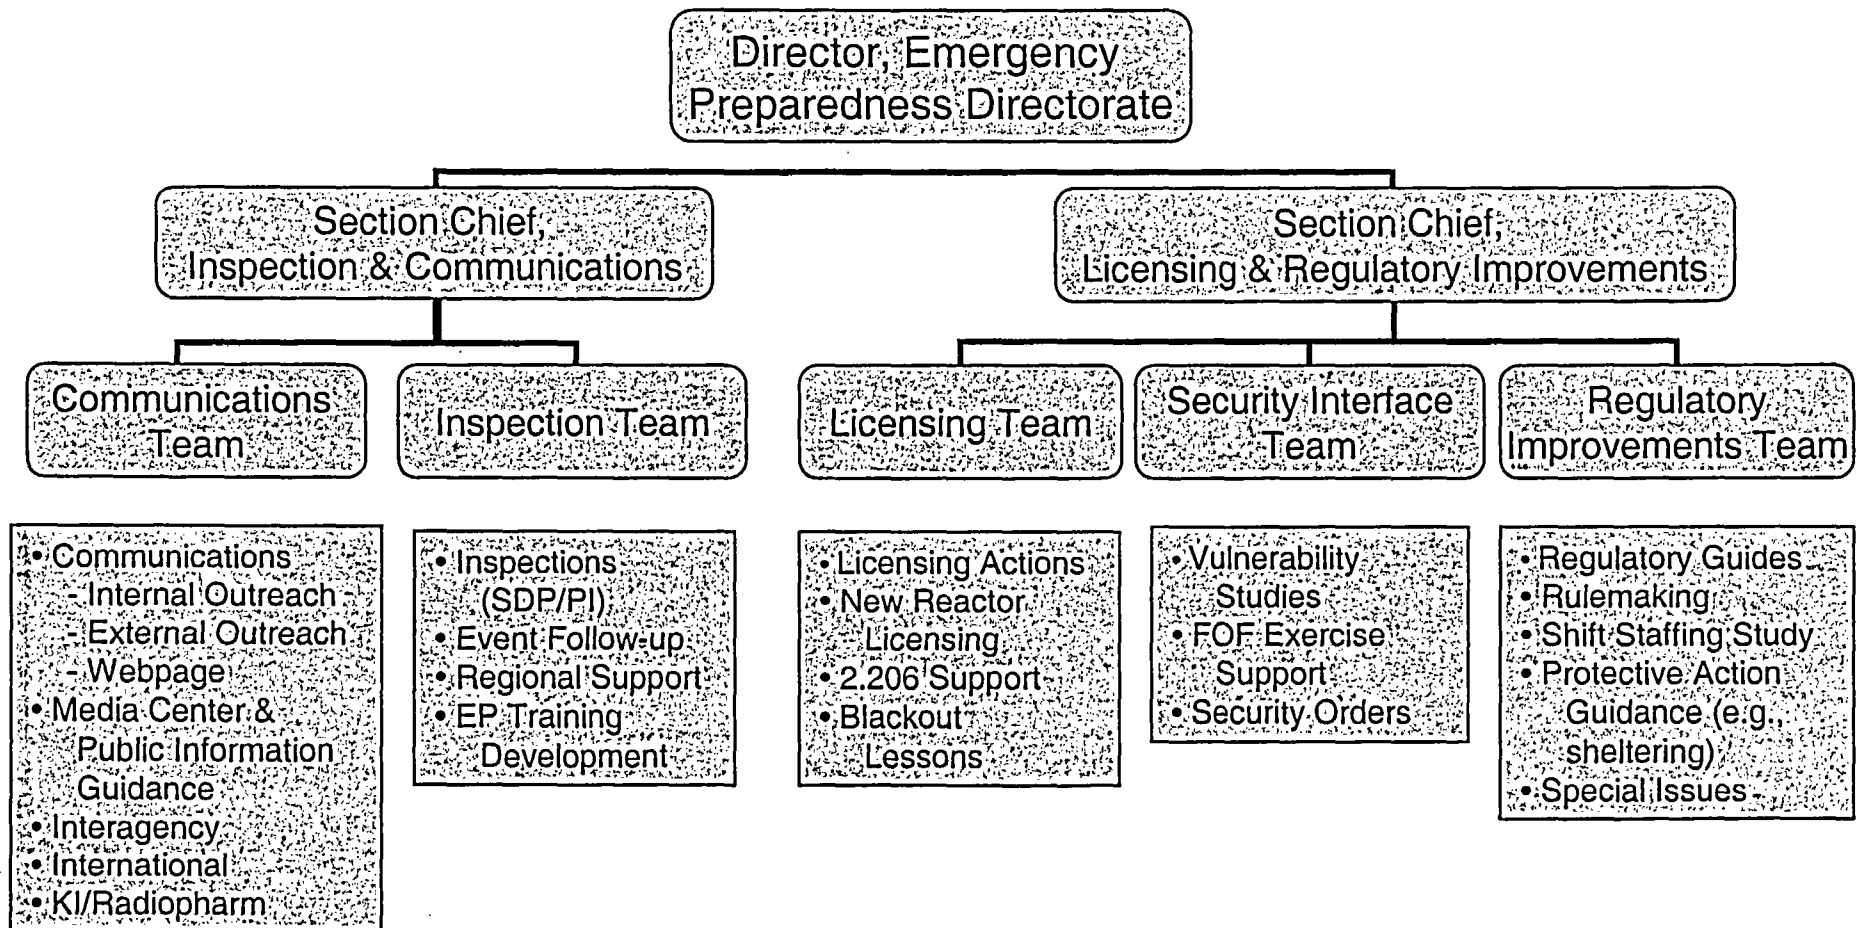 Director, Emergency
Preparedness Directorate
Section Chief,
Inspection & Communications
Section Chief,
Licensing & Regulatory Improvements
Communications
Team
Inspection Team
Licensing Team
Security Interface
Team
Regulatory
Improvements Team
• Communications
- Internal Outreach
- External Outreach
- Webpage
• Media Center &
Public Information
Guidance
• Interagency
• International
• KI/Radiopharm
• Inspections
(SDP/PI)
• Event Follow-up
• Regional Support
• EP Training
Development
• Licensing Actions
• New Reactor
Licensing
• 2.206 Support
• Blackout
Lessons
• Vulnerability
Studies
• FOF Exercise
Support
• Security Orders
• Regulatory Guides
• Rulemaking
• Shift Staffing Study
• Protective Action
Guidance (e.g.,
sheltering)
• Special Issues